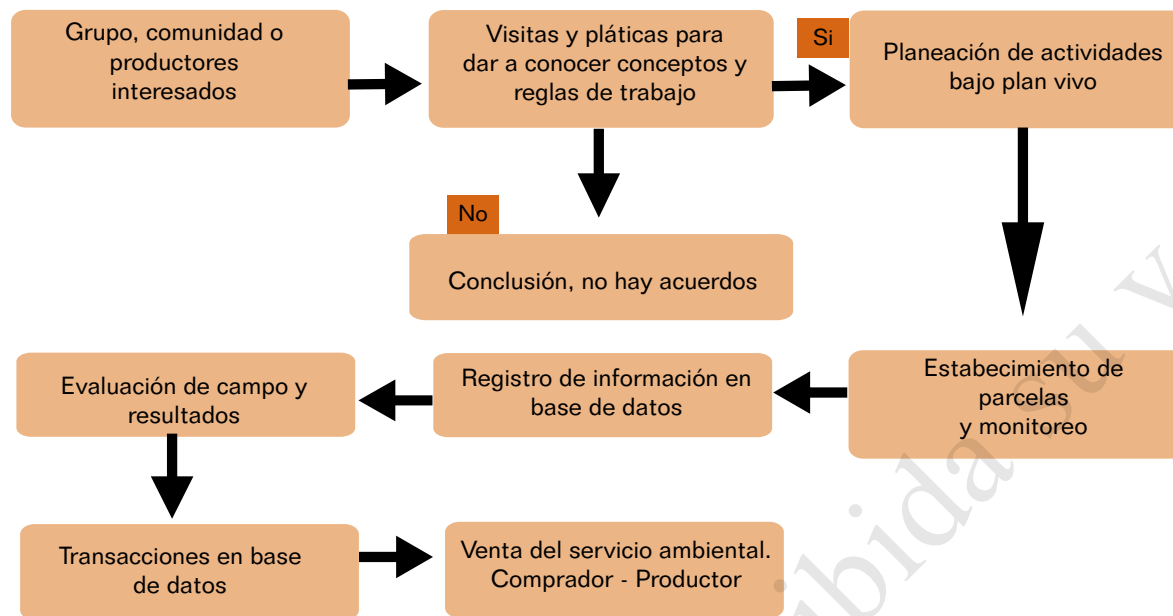 Grupo, comunidad o
productores
interesados
Visitas y pláticas para
dar a conocer conceptos y
reglas de trabajo
Si
Planeación de actividades
bajo plan vivo
No
Conclusión, no hay acuerdos
Estabecimiento de
parcelas
y monitoreo
Registro de información en
base de datos
Evaluación de campo y
resultados
Transacciones en base
de datos
Venta del servicio ambiental.
Comprador - Productor
su